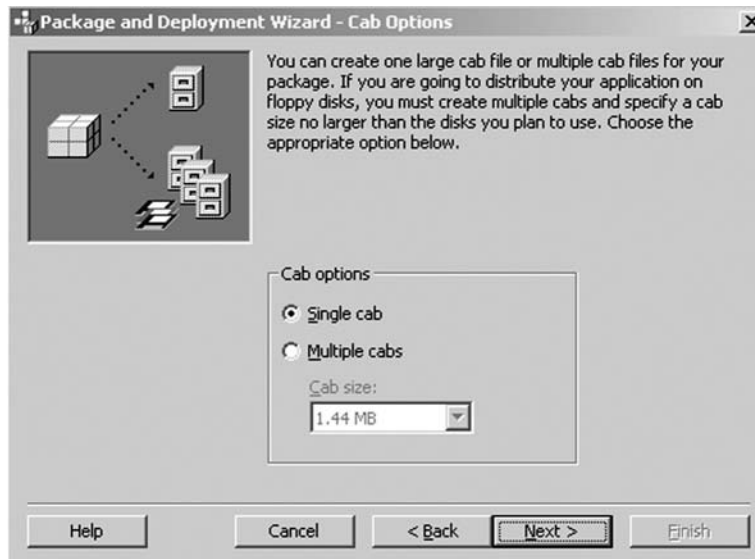 Package and Deployment Wizard - Cab Options
You can create one large cab file or multiple cab files for your
package. If you are going to distribute your application on
floppy disks, you must create multiple cabs and specify a cab
size no larger than the disks you plan to use. Choose the
appropriate option below.
Cab options
Single cab
Multiple cabs
Cab size:
1.44 MB
Help
Cancel
< Back
Next >
Finish